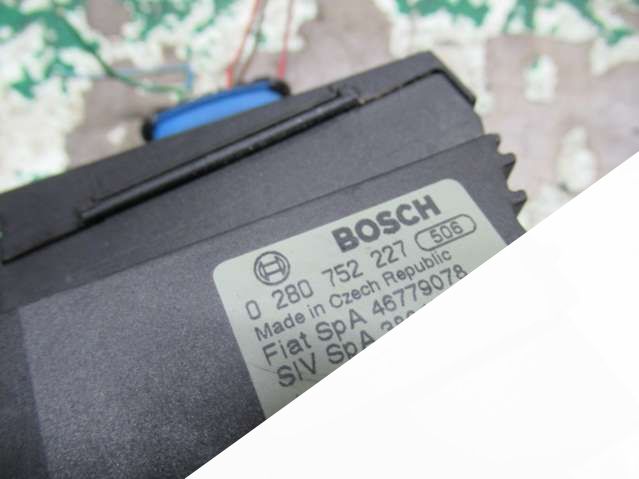 BOSCH
0 280 752 227 506
Made in Czech Republic
Fiat SpA 46779078
SIV SpA